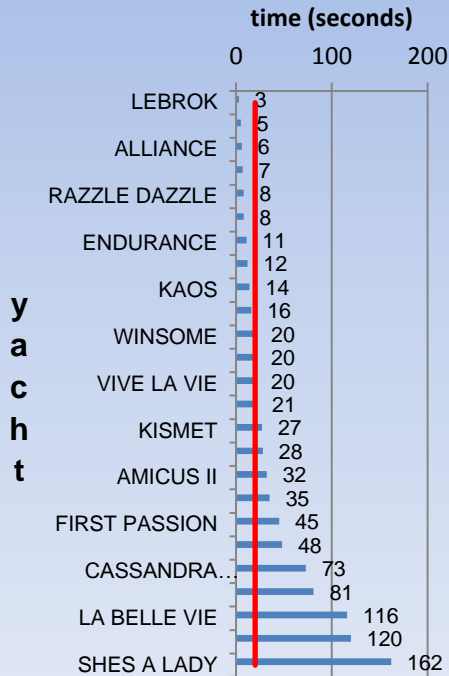 time (seconds)
0 100 200
LEBROK 3
5
ALLIANCE 6
7
RAZZLE DAZZLE 8
8
ENDURANCE 11
12
KAOS 14
16
WINSOME 20
20
VIVE LA VIE 20
21
KISMET 27
28
AMICUS II 32
35
FIRST PASSION 45
48
CASSANDRA… 73
81
LA BELLE VIE 116
120
SHES A LADY 162
yacht